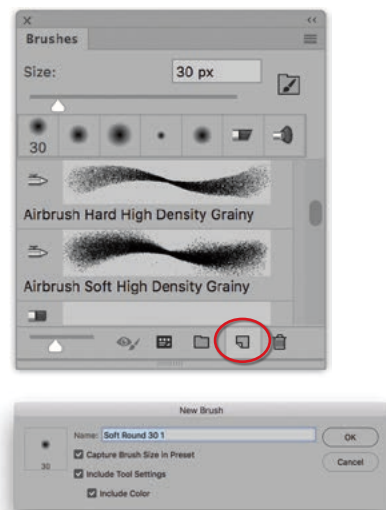 Brushes
Size: 30 px
30
Airbrush Hard High Density Grainy
Airbrush Soft High Density Grainy
New Brush
Name: Soft Round 30 1
OK
Capture Brush Size in Preset
Cancel
30
Include Tool Settings
Include Color